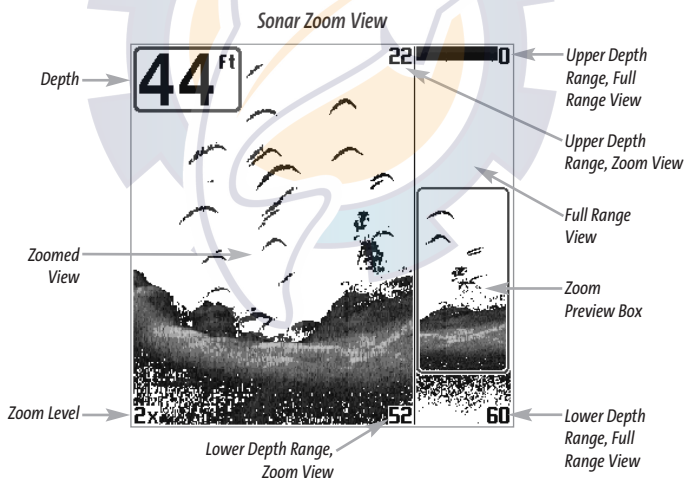 Sonar Zoom View
Depth
44 Ft
22
0
Upper Depth
Range, Full
Range View
Upper Depth
Range, Zoom View
Full Range
View
Zoomed
View
Zoom
Preview Box
Zoom Level
2x
52
60
Lower Depth Range,
Zoom View
Lower Depth
Range, Full
Range View